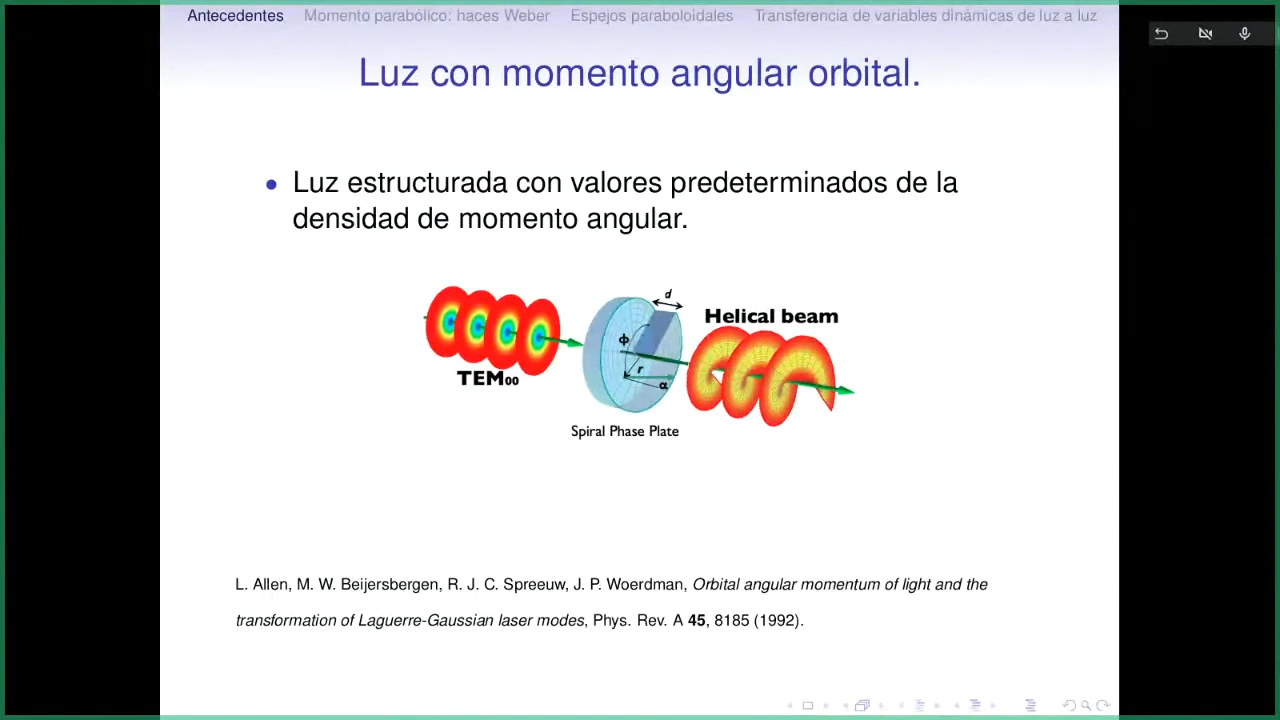 Antecedentes Momento parabólico: haces Weber Espejos paraboloidales Transferencia de variables dinámicas de luz a luz
Luz con momento angular orbital.
• Luz estructurada con valores predeterminados de la
densidad de momento angular.
d
Helical beam
ϕ
r
α
TEM₀₀
Spiral Phase Plate
L. Allen, M. W. Beijersbergen, R. J. C. Spreeuw, J. P. Woerdman, Orbital angular momentum of light and the
transformation of Laguerre-Gaussian laser modes, Phys. Rev. A 45, 8185 (1992).